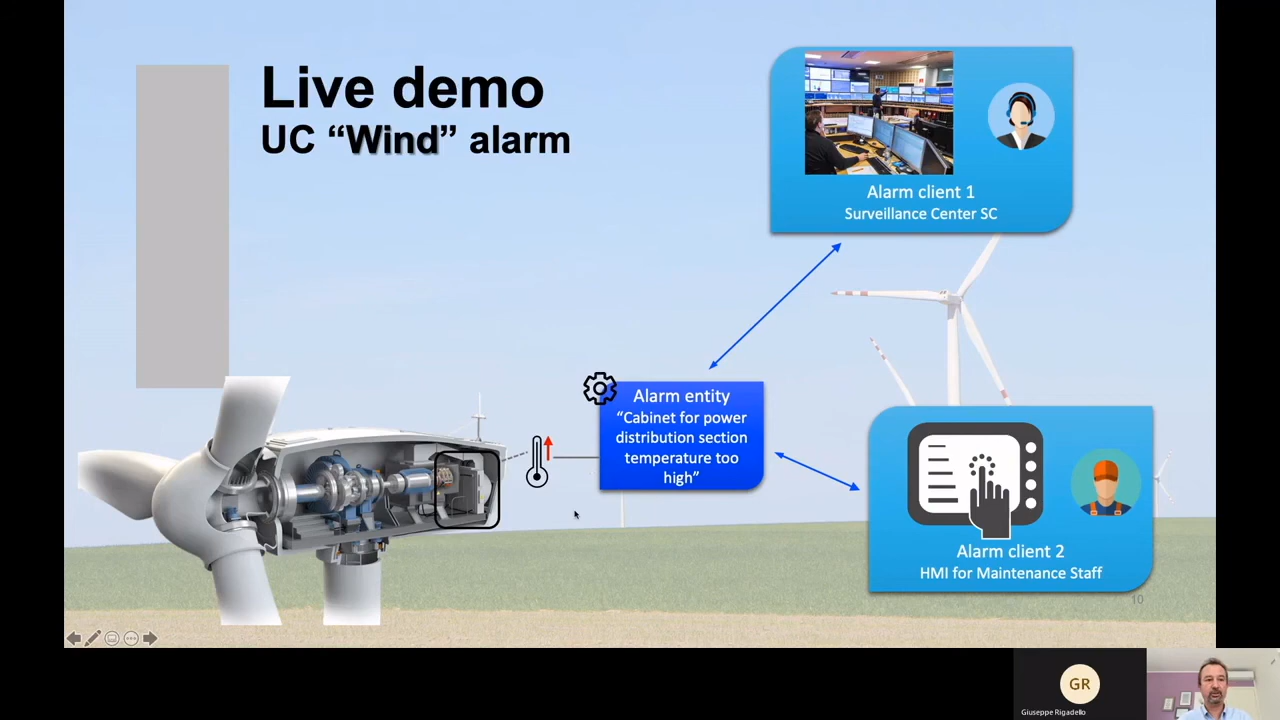 Live demo
UC “Wind” alarm
Alarm client 1
Surveillance Center SC
Alarm entity
“Cabinet for power
distribution section
temperature too
high”
Alarm client 2
HMI for Maintenance Staff
10
GR
Giuseppe Rigadello